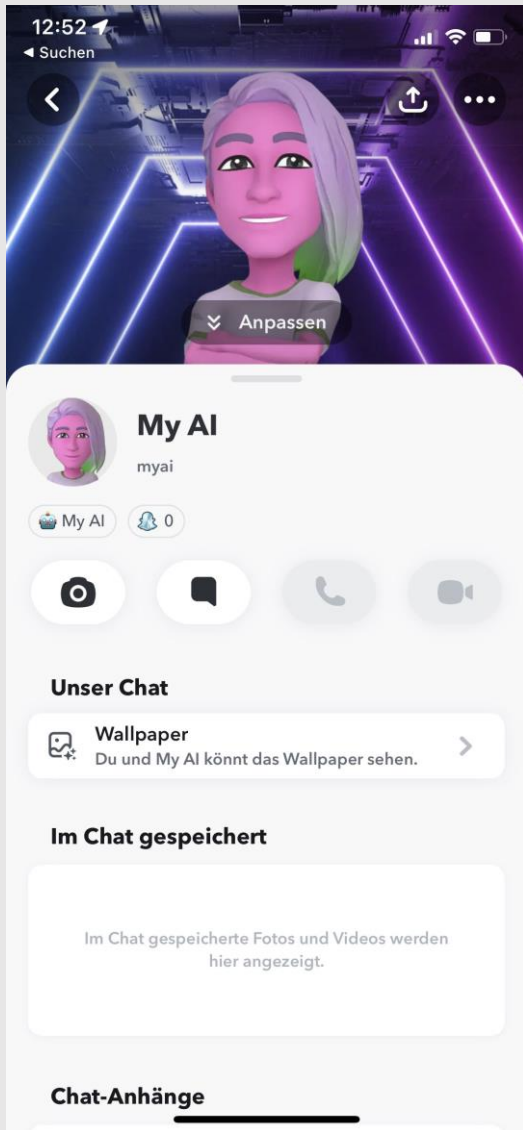 12:52
Suchen
Anpassen
My AI
myai
My AI
0
Unser Chat
Wallpaper
Du und My AI könnt das Wallpaper sehen.
Im Chat gespeichert
Im Chat gespeicherte Fotos und Videos werden
hier angezeigt.
Chat-Anhänge